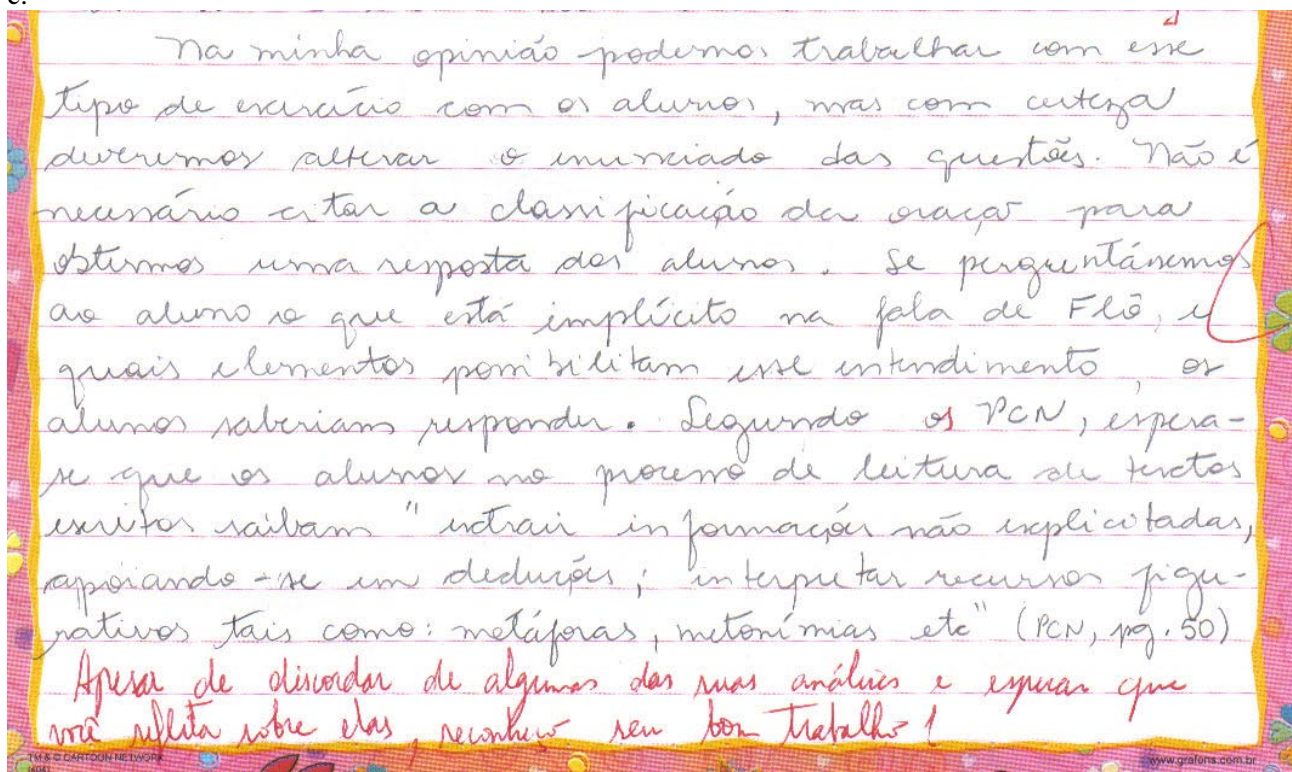 Na minha opinião podemos trabalhar com esse
tipo de exercício com os alunos, mas com certeza
deveremos alterar o enunciado das questões. Não é
necessário citar a classificação da oração para
obtermos uma resposta dos alunos. Se perguntássemos
ao aluno o que está implícito na fala de Flô, e
quais elementos possibilitam esse entendimento, os
alunos saberiam responder. Segundo os PCN, espera-
se que os alunos no processo de leitura de textos
escritos saibam "extrair informações não explicitadas,
apoiando-se em deduções; interpretar recursos figu-
rativos tais como: metáforas, metonímias etc" (PCN, pg. 50)
Apesar de discordar de algumas das suas análises e esperar que
você reflita sobre elas, reconheço seu bom trabalho!
TM & © CARTOON NETWORK
www.grafons.com.br